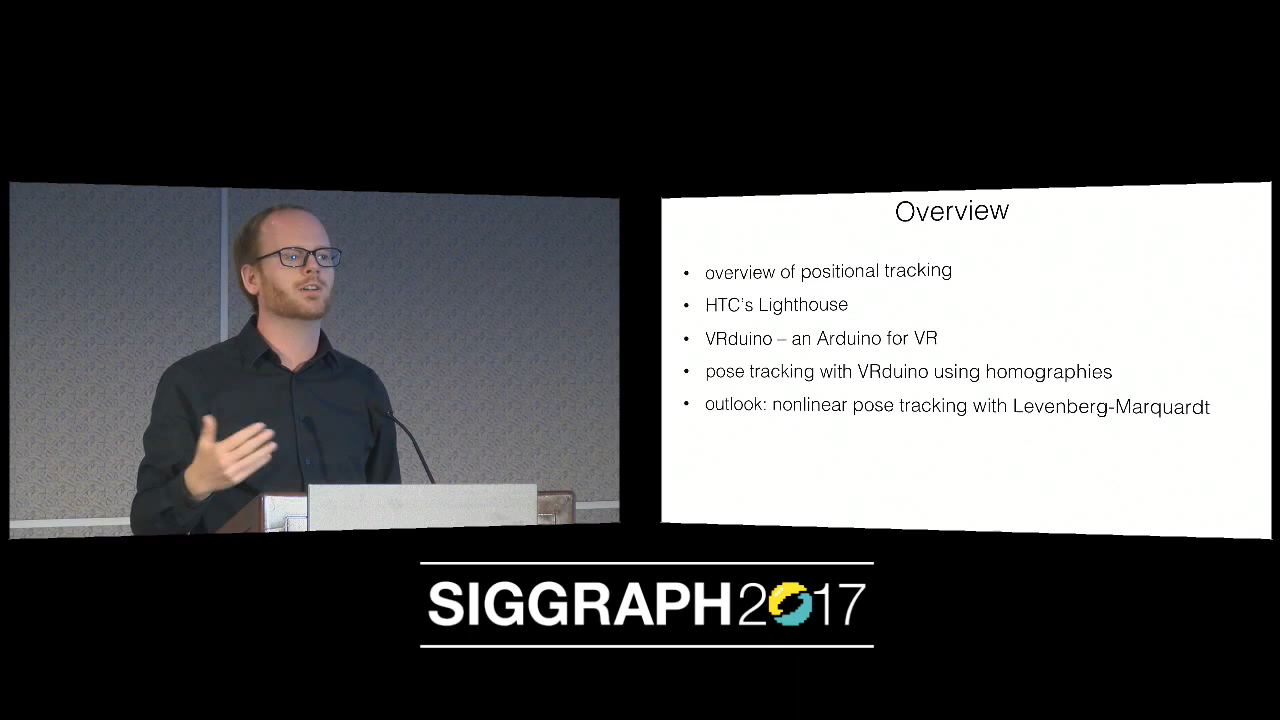 Overview
• overview of positional tracking
• HTC's Lighthouse
• VRduino – an Arduino for VR
• pose tracking with VRduino using homographies
• outlook: nonlinear pose tracking with Levenberg-Marquardt
SIGGRAPH2017